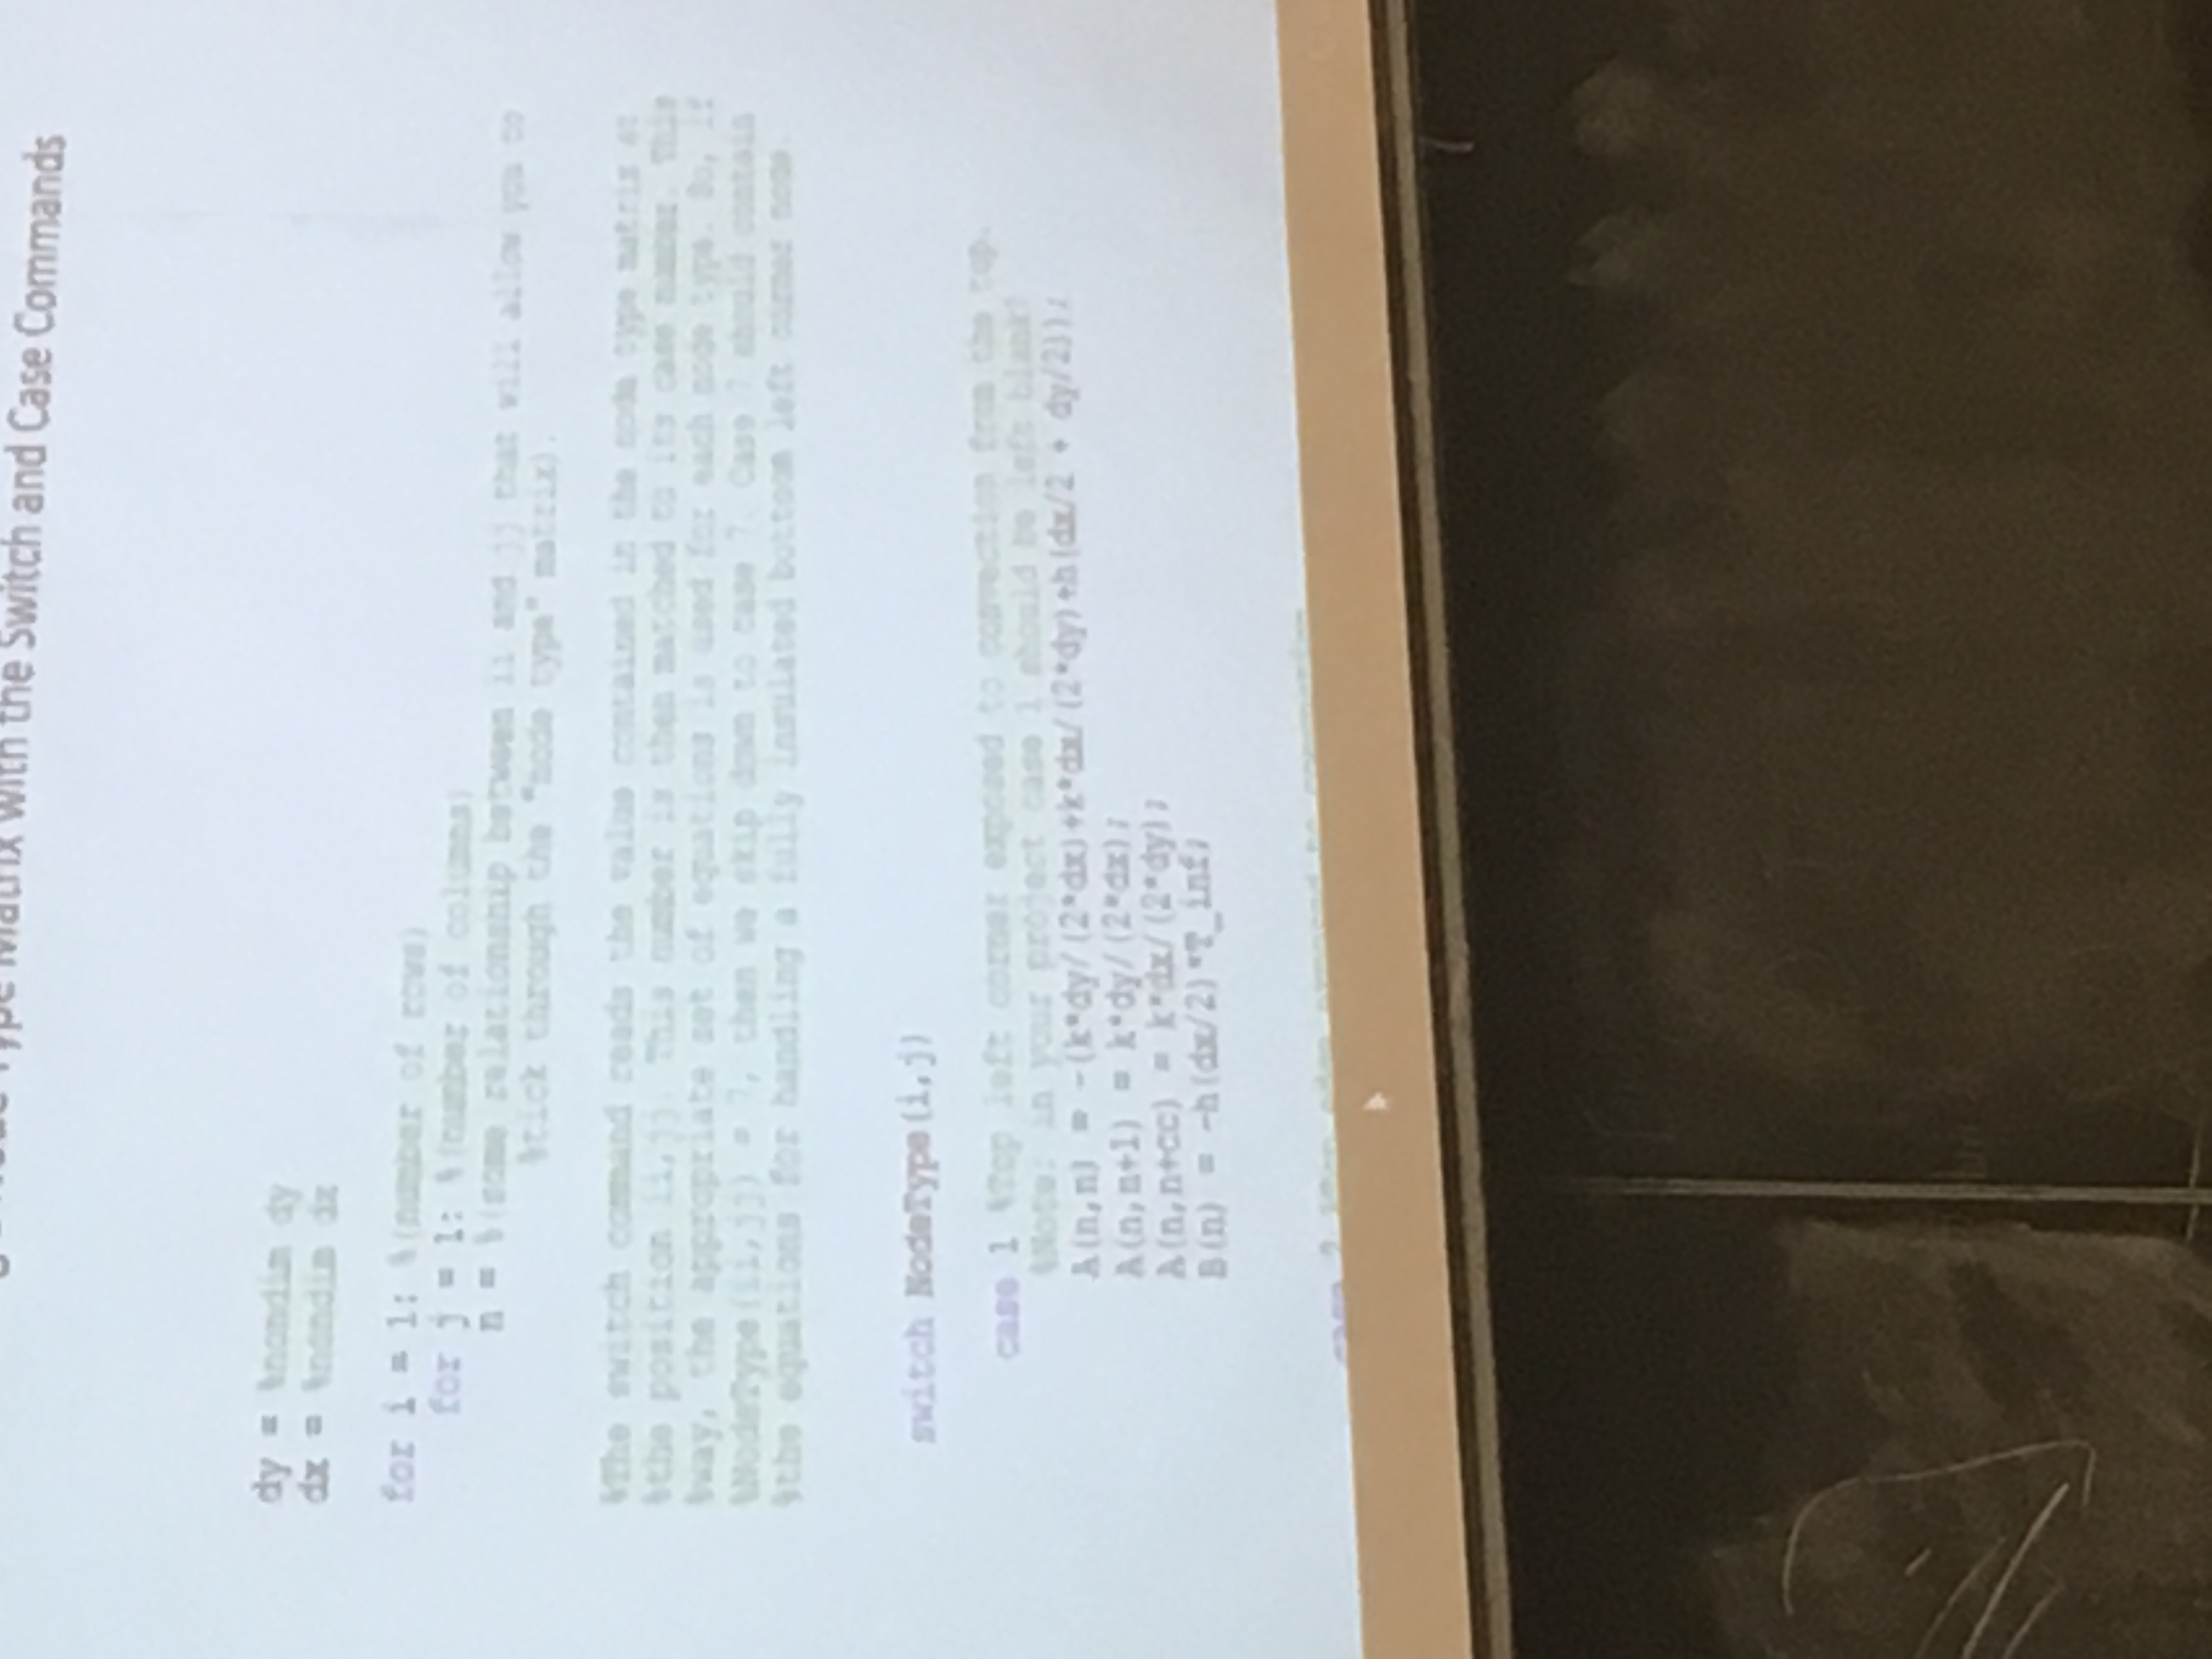 Type Matrix with the Switch and Case Commands
dy = %nondim dy
dx = %nondim dx
for i = 1: %(number of rows)
for j = 1: %(number of columns)
n = %(some relationship between ii and jj that will allow you to
%tick through the "node type" matrix).
%The switch command reads the value contained in the node type matrix at
%the position ii,jj. This number is then matched to its case number. This
%way, the appropriate set of equations is used for each node type. So, if
%NodeType(ii,jj) = 7, then we skip down to case 7. Case 7 should contain
%the equations for handling a fully insulated bottom left corner node.
switch NodeType(i,j)
case 1 %Top left corner exposed to convection from the top.
%Note: in your project case 1 should be left blank!
A(n,n) = -(k*dy/(2*dx)+k*dx/(2*dy)+h(dx/2 + dy/2));
A(n,n+1) = k*dy/(2*dx);
A(n,n+cc) = k*dx/(2*dy);
B(n) = -h(dx/2)*T_inf;
case 2 %Top edge exposed to convection